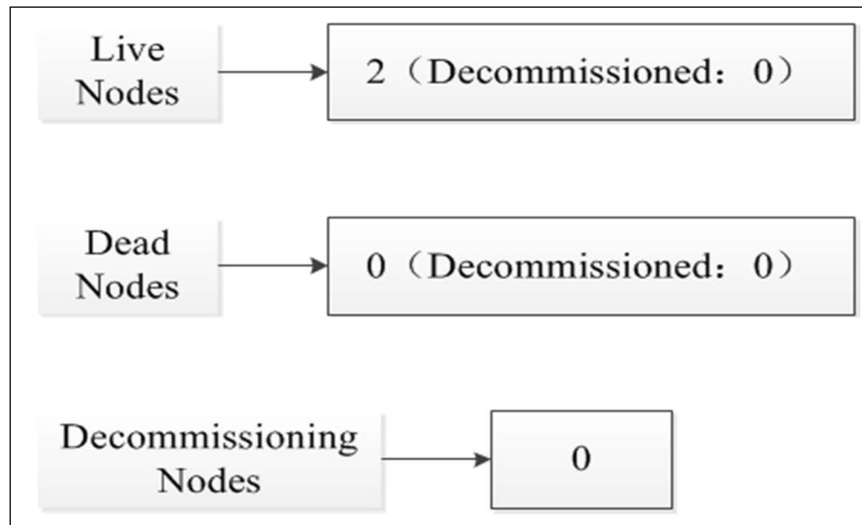 Live
Nodes
2（Decommissioned：0）
Dead
Nodes
0（Decommissioned：0）
Decommissioning
Nodes
0